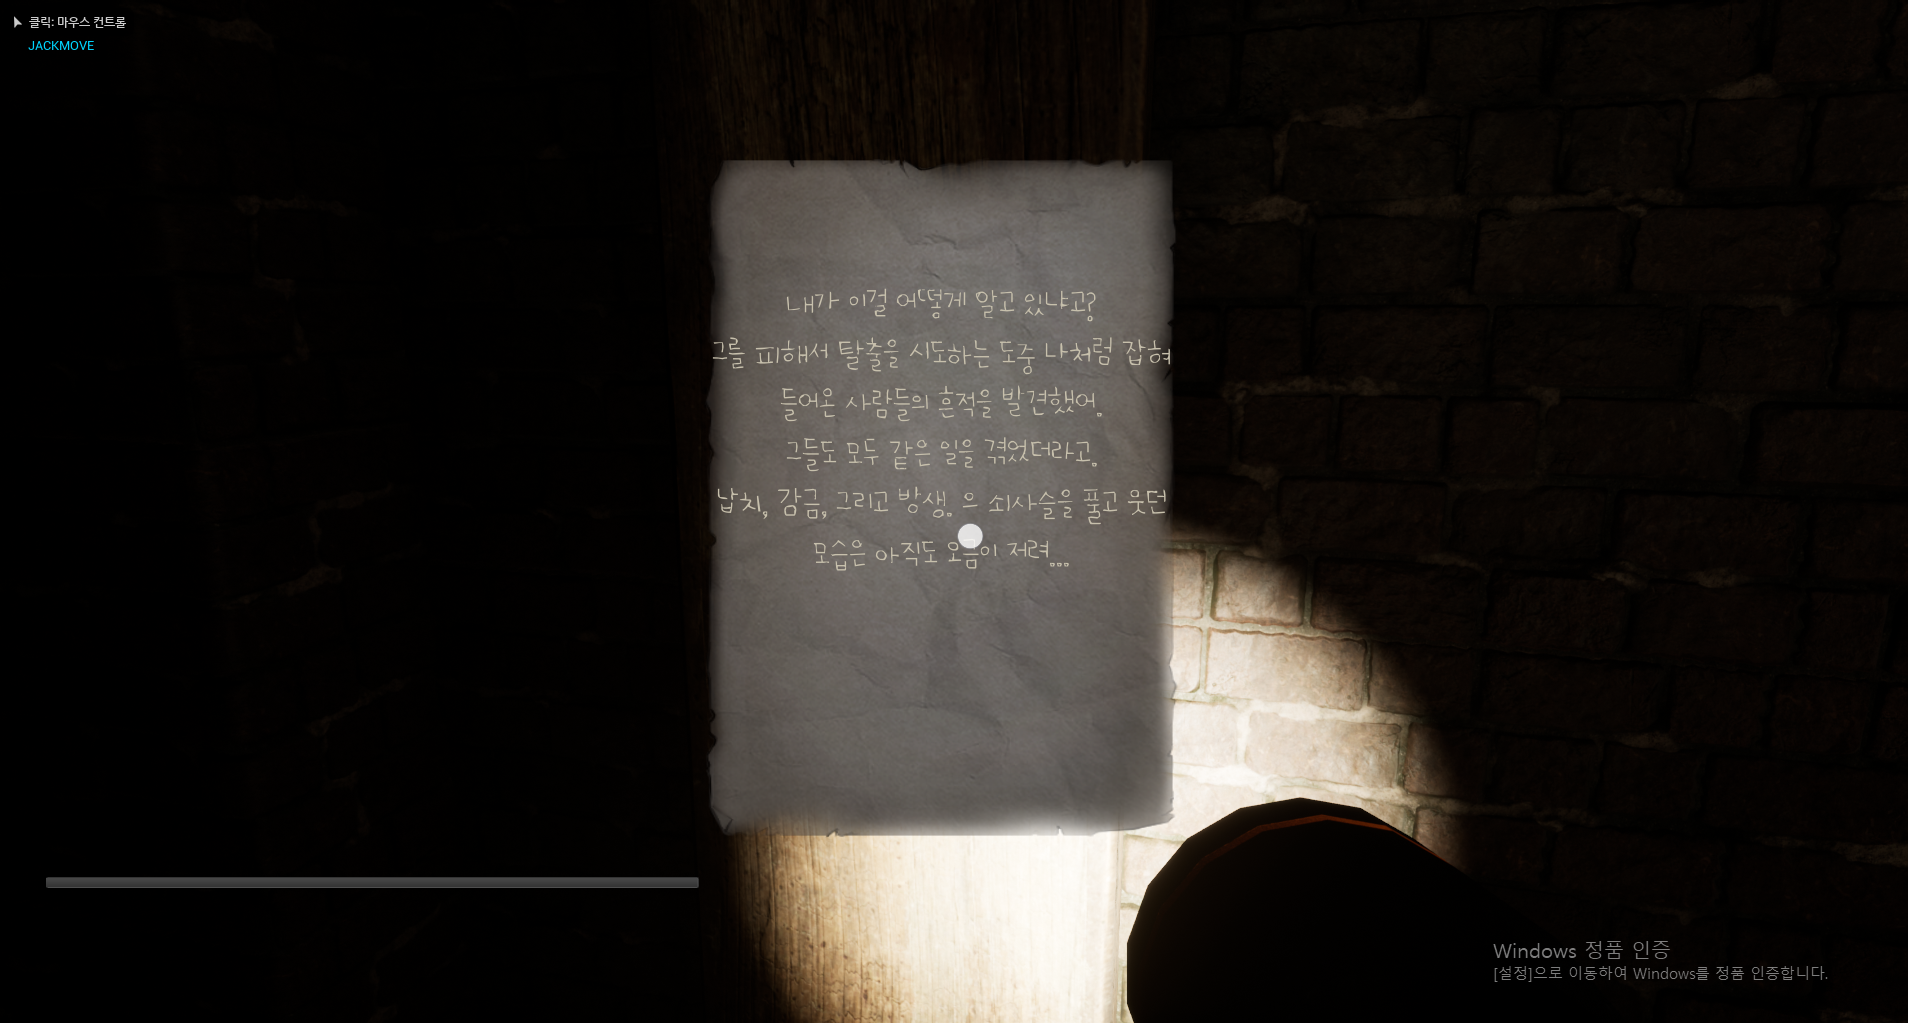 클릭: 마우스 컨트롤
JACKMOVE
내가 이걸 어떻게 알고 있냐고?
그를 피해서 탈출을 시도하는 도중 나처럼 잡혀
들어온 사람들의 흔적을 발견했어.
그들도 모두 같은 일을 겪었더라고.
납치, 감금, 그리고 방생. 으 쇠사슬을 풀고 웃던
모습은 아직도 오금이 저려...
Windows 정품 인증
[설정]으로 이동하여 Windows를 정품 인증합니다.